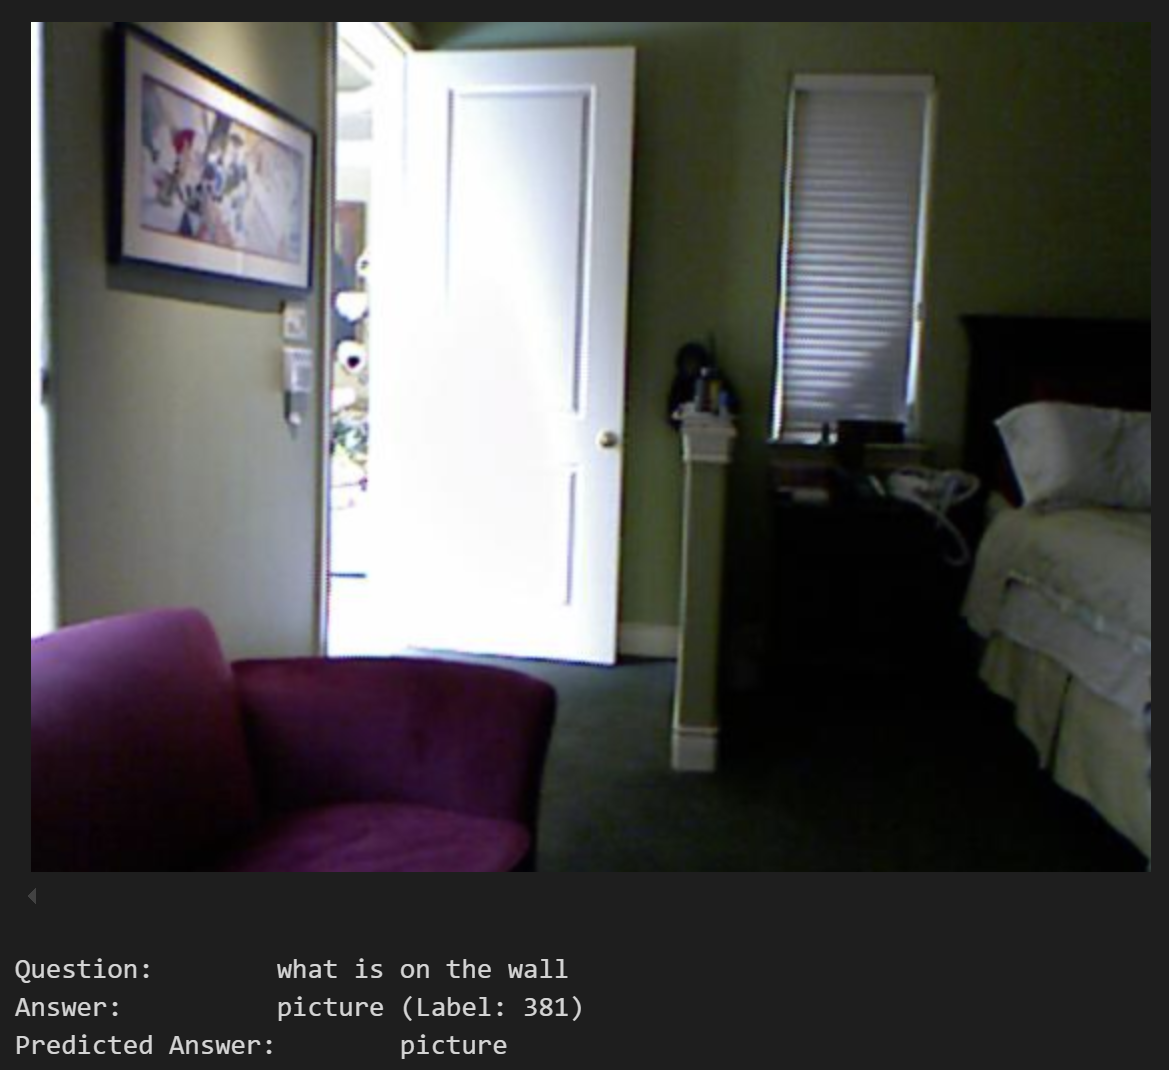 Question: what is on the wall
Answer: picture (Label: 381)
Predicted Answer: picture